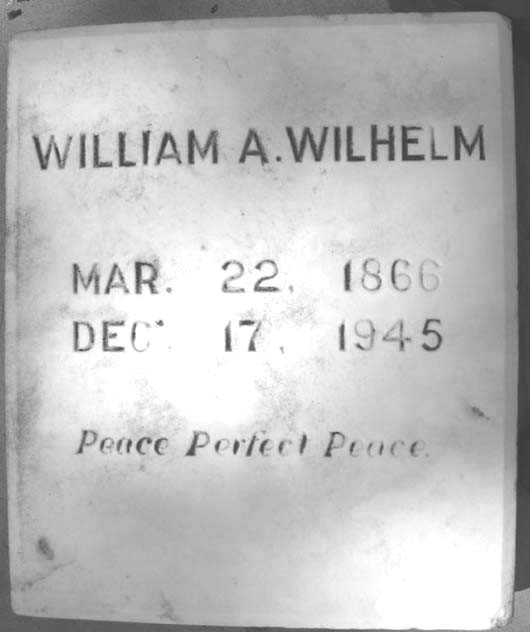 WILLIAM A. WILHELM
MAR. 22, 1866
DEC. 17, 1945
Peace Perfect Peace.